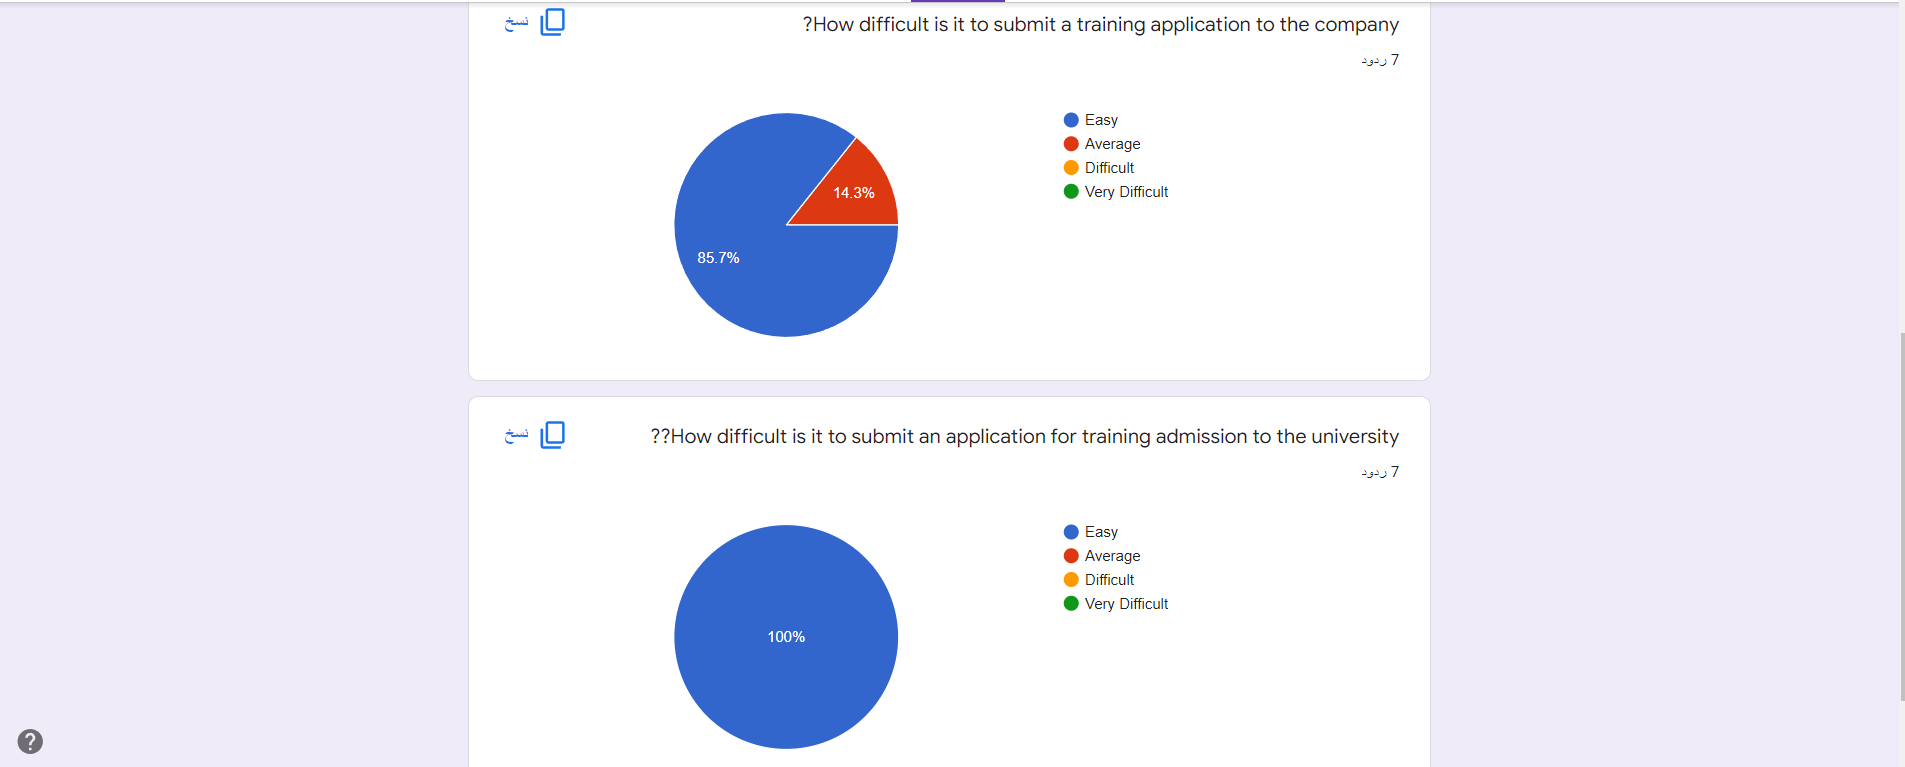 ?How difficult is it to submit a training application to the company
نسخ
7 ردود
Easy
Average
Difficult
Very Difficult
14.3%
85.7%
??How difficult is it to submit an application for training admission to the university
نسخ
7 ردود
Easy
Average
Difficult
Very Difficult
100%
?